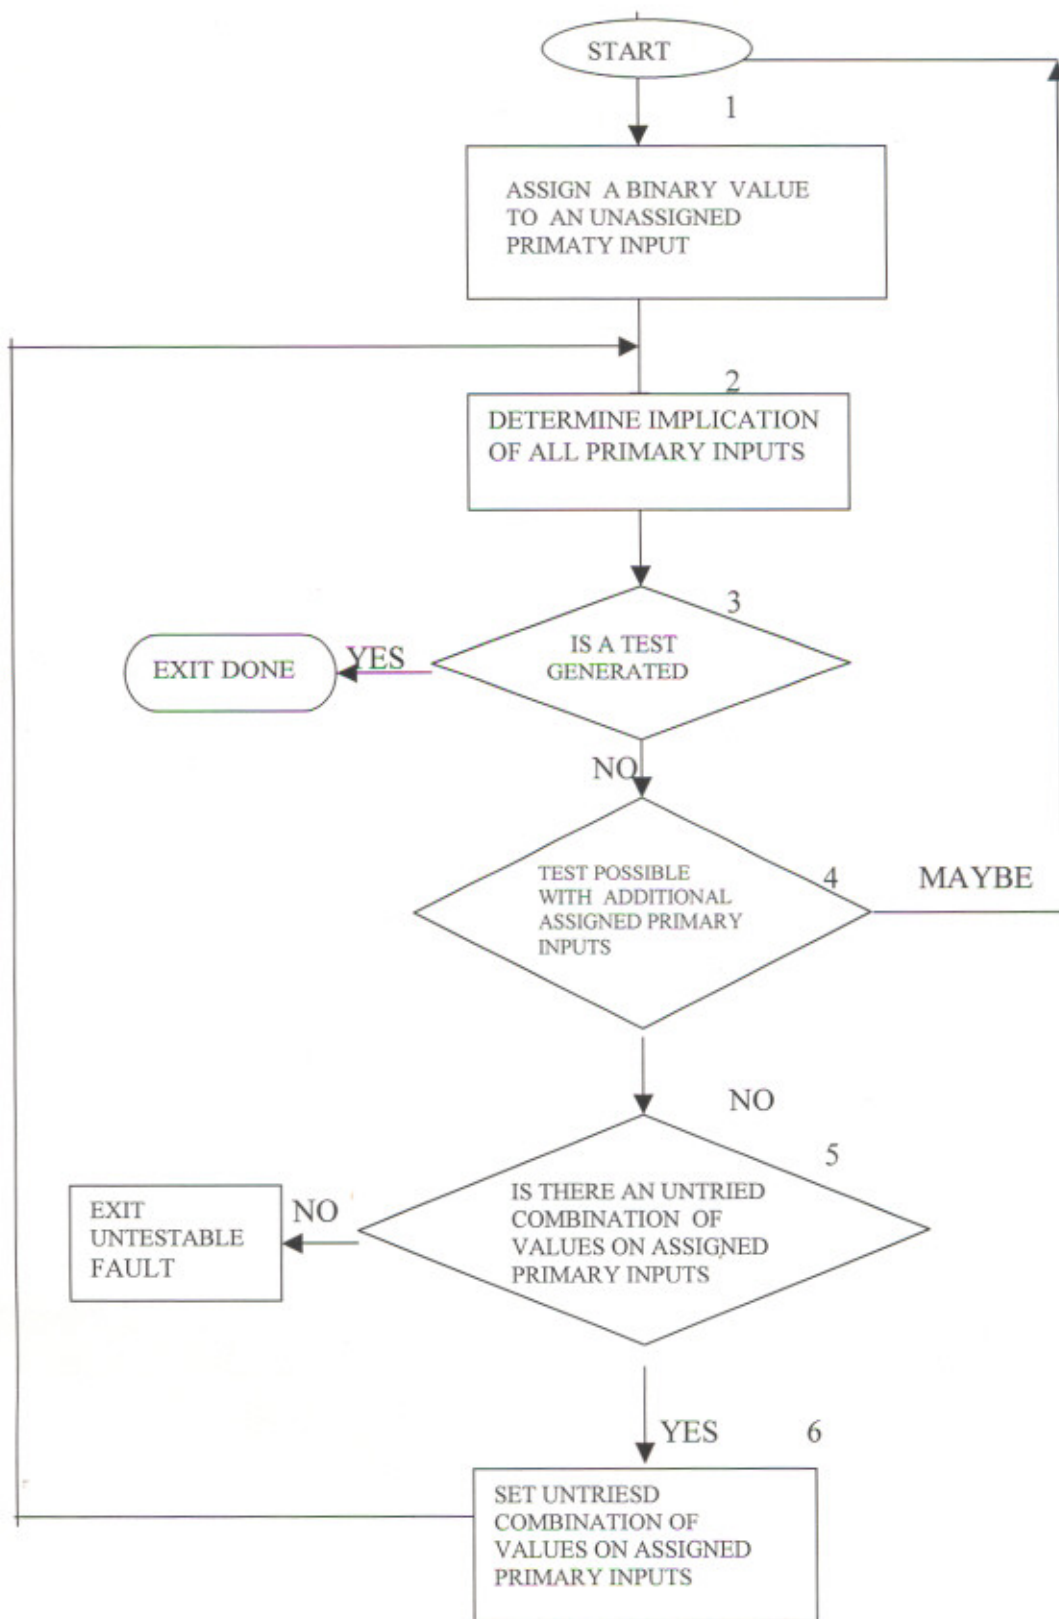 START
1
ASSIGN A BINARY VALUE
TO AN UNASSIGNED
PRIMATY INPUT
2
DETERMINE IMPLICATION
OF ALL PRIMARY INPUTS
3
IS A TEST
GENERATED
YES
EXIT DONE
NO
4
TEST POSSIBLE
WITH ADDITIONAL
ASSIGNED PRIMARY
INPUTS
MAYBE
NO
5
IS THERE AN UNTRIED
COMBINATION OF
VALUES ON ASSIGNED
PRIMARY INPUTS
NO
EXIT
UNTESTABLE
FAULT
YES
6
SET UNTRIESD
COMBINATION OF
VALUES ON ASSIGNED
PRIMARY INPUTS